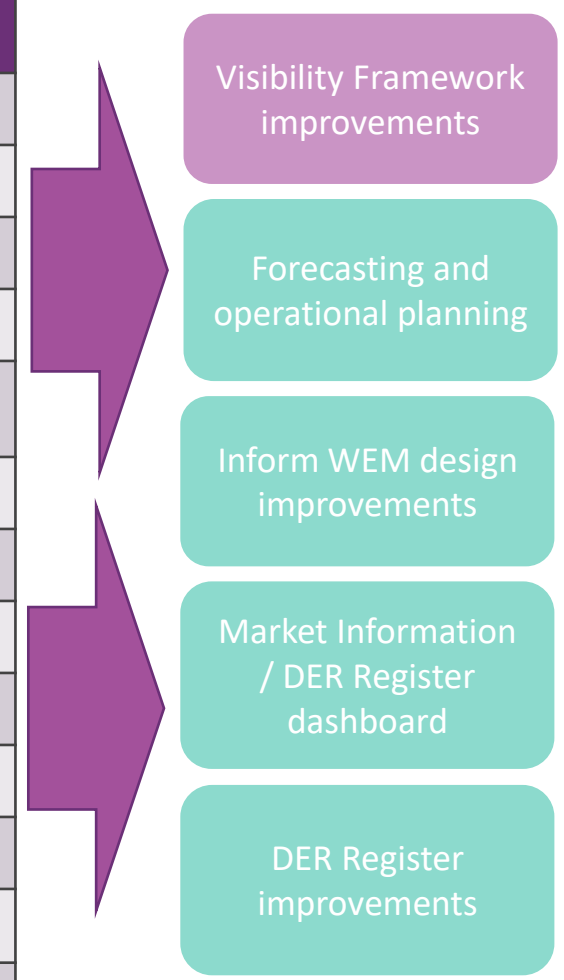 Visibility Framework
improvements
Forecasting and
operational planning
Inform WEM design
improvements
Market Information
/ DER Register
dashboard
DER Register
improvements